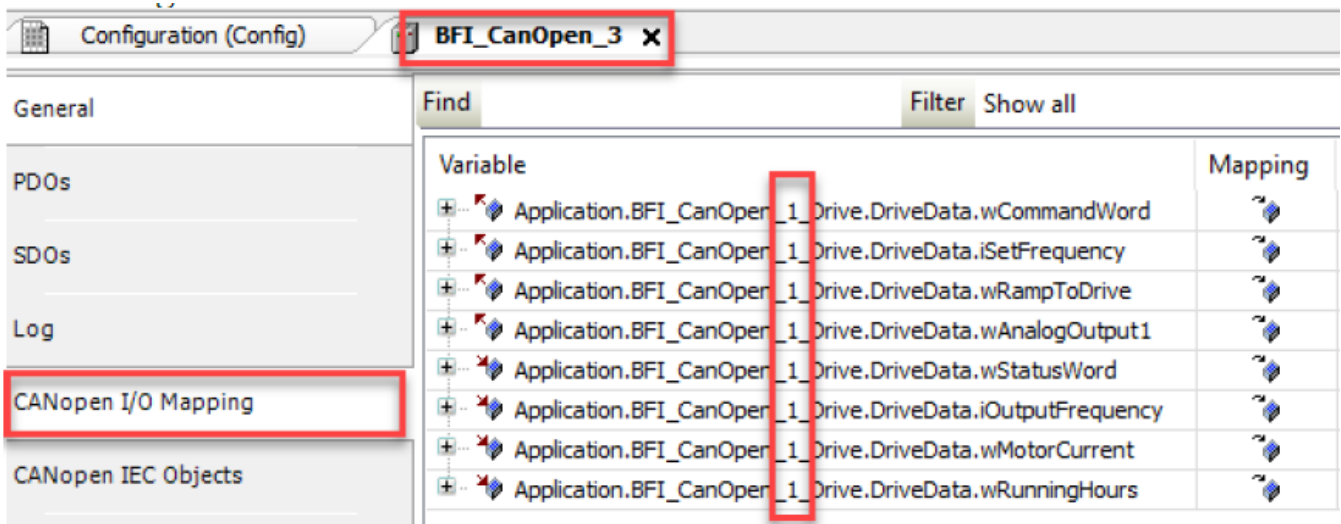 Configuration (Config) BFI_CanOpen_3
General
PDOs
SDOs
Log
CANopen I/O Mapping
CANopen IEC Objects
Find Filter Show all
Variable Mapping
Application.BFI_CanOpen_1_Drive.DriveData.wCommandWord
Application.BFI_CanOpen_1_Drive.DriveData.iSetFrequency
Application.BFI_CanOpen_1_Drive.DriveData.wRampToDrive
Application.BFI_CanOpen_1_Drive.DriveData.wAnalogOutput1
Application.BFI_CanOpen_1_Drive.DriveData.wStatusWord
Application.BFI_CanOpen_1_Drive.DriveData.iOutputFrequency
Application.BFI_CanOpen_1_Drive.DriveData.wMotorCurrent
Application.BFI_CanOpen_1_Drive.DriveData.wRunningHours